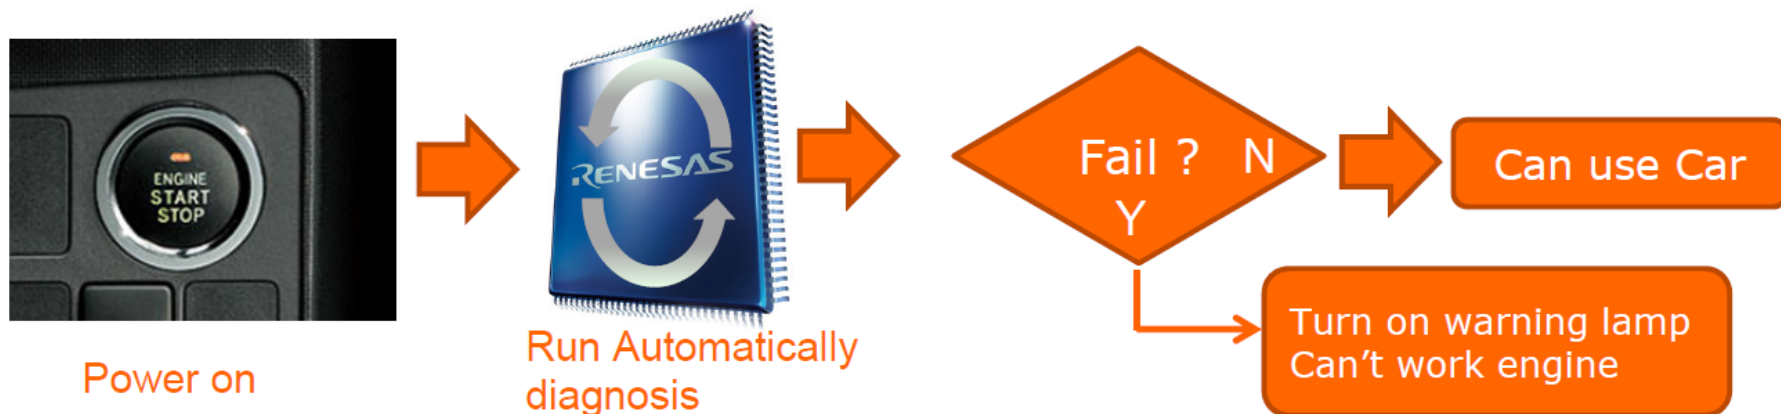 ENGINE
START
STOP
Power on
RENESAS
Run Automatically
diagnosis
Fail ? N
Y
Can use Car
Turn on warning lamp
Can't work engine